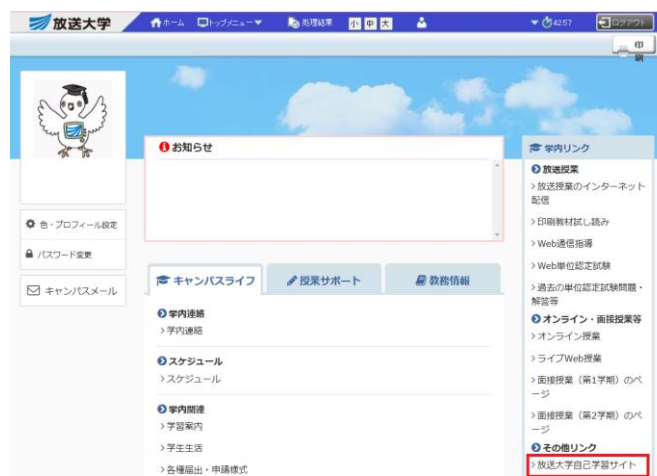 放送大学
ホーム トップメニュー▼ 処理結果 小 中 大 ▼ 42:57 ログアウト
印刷
お知らせ
色・プロフィール設定
パスワード変更
キャンパスメール
キャンパスライフ 授業サポート 教務情報
学内連絡
>学内連絡
スケジュール
>スケジュール
学内関連
>学習案内
>学生生活
>各種届出・申請様式
学内リンク
放送授業
>放送授業のインターネット
配信
>印刷教材試し読み
>Web通信指導
>Web単位認定試験
>過去の単位認定試験問題・
解答等
オンライン・面接授業等
>オンライン授業
>ライブWeb授業
>面接授業（第1学期）のペ
ージ
>面接授業（第2学期）のペ
ージ
その他リンク
>放送大学自己学習サイト